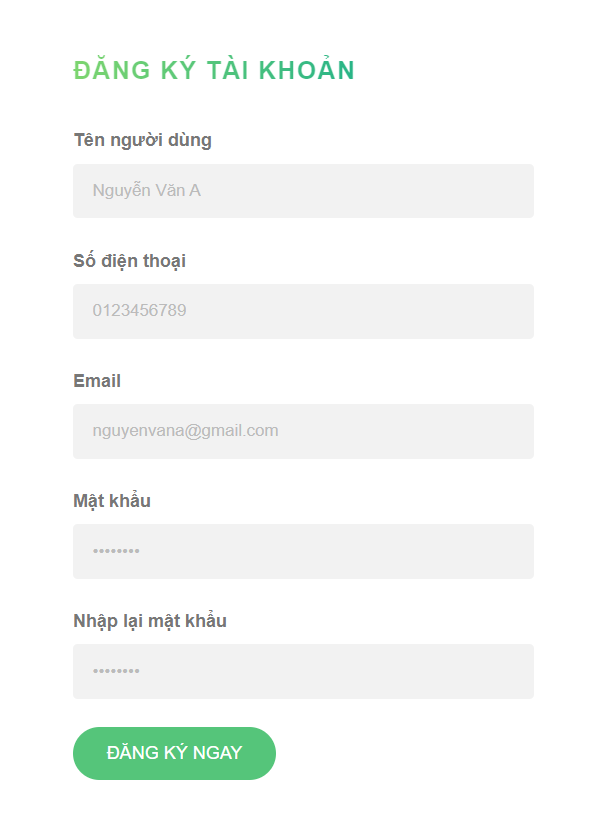 ĐĂNG KÝ TÀI KHOẢN
Tên người dùng
Nguyễn Văn A
Số điện thoại
0123456789
Email
nguyenvana@gmail.com
Mật khẩu
••••••••
Nhập lại mật khẩu
••••••••
ĐĂNG KÝ NGAY